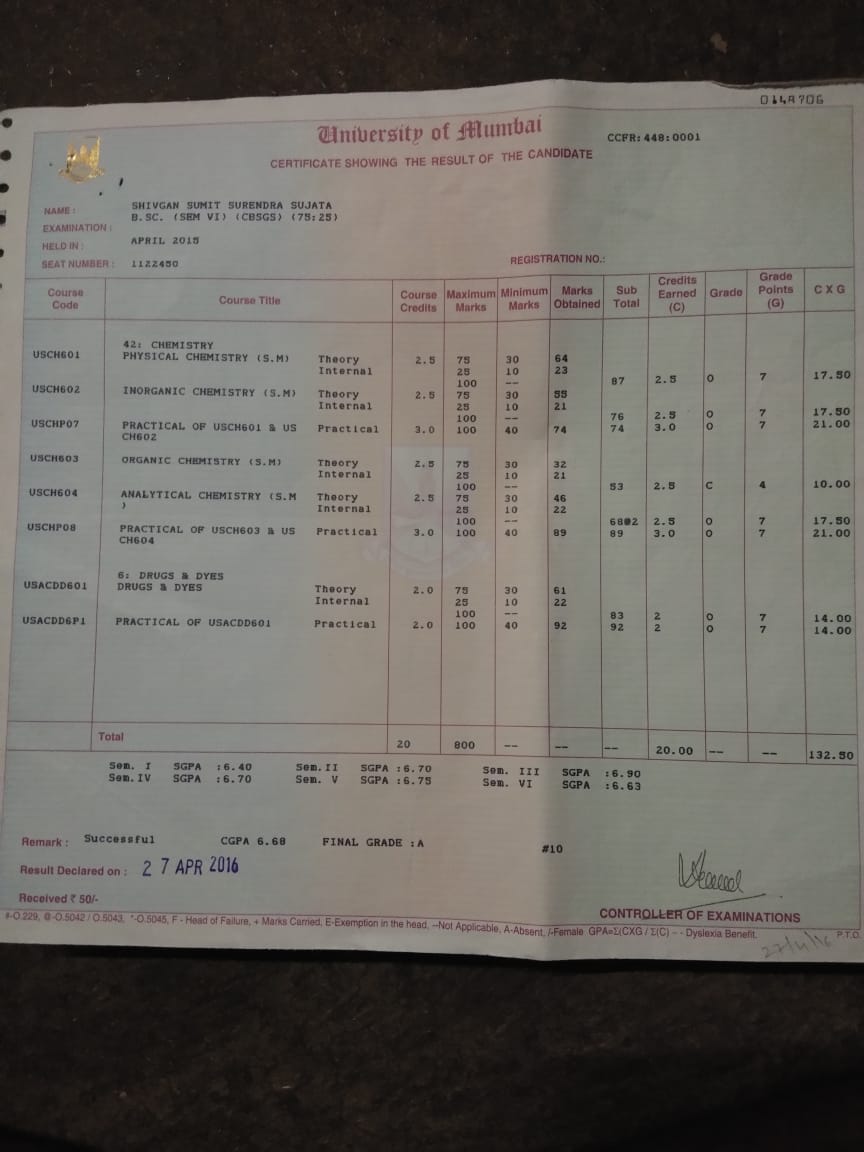 0149706
University of Mumbai
CCFR:448:0001
CERTIFICATE SHOWING THE RESULT OF THE CANDIDATE
NAME : SHIVGAN SUMIT SURENDRA SUJATA
EXAMINATION : B.SC. (SEM VI) (CBSGS) (75:25)
HELD IN : APRIL 2015
SEAT NUMBER : 1122450 REGISTRATION NO.:
Course Code Course Title Course Credits Maximum Marks Minimum Marks Marks Obtained Sub Total Credits Earned (C) Grade Grade Points (G) C X G
42: CHEMISTRY
USCH601 PHYSICAL CHEMISTRY (S.M) Theory 2.5 75 30 64
Internal 25 10 23
100 -- 87 2.5 O 7 17.50
USCH602 INORGANIC CHEMISTRY (S.M) Theory 2.5 75 30 55
Internal 25 10 21
100 -- 76 2.5 O 7 17.50
USCHP07 PRACTICAL OF USCH601 & US Practical 3.0 100 40 74 74 3.0 O 7 21.00
CH602
USCH603 ORGANIC CHEMISTRY (S.M) Theory 2.5 75 30 32
Internal 25 10 21
100 -- 53 2.5 C 4 10.00
USCH604 ANALYTICAL CHEMISTRY (S.M Theory 2.5 75 30 46
) Internal 25 10 22
100 -- 68@2 2.5 O 7 17.50
USCHP08 PRACTICAL OF USCH603 & US Practical 3.0 100 40 89 89 3.0 O 7 21.00
CH604
6: DRUGS & DYES
USACDD601 DRUGS & DYES Theory 2.0 75 30 61
Internal 25 10 22
100 -- 83 2 O 7 14.00
USACDD6P1 PRACTICAL OF USACDD601 Practical 2.0 100 40 92 92 2 O 7 14.00
Total 20 800 -- -- -- 20.00 -- -- 132.50
Sem. I SGPA :6.40 Sem.II SGPA :6.70 Sem. III SGPA :6.90
Sem.IV SGPA :6.70 Sem. V SGPA :6.75 Sem. VI SGPA :6.63
Remark : Successful CGPA 6.68 FINAL GRADE :A #10
Result Declared on : 27 APR 2016
Received ₹ 50/-
CONTROLLER OF EXAMINATIONS
#-O.229, @-O.5042 / O.5043, *-O.5045, F - Head of Failure, + Marks Carried, E-Exemption in the head, --Not Applicable, A-Absent, /-Female GPA=Σ(CXG / Σ(C) ~ - Dyslexia Benefit.
P.T.O.
27/4/16